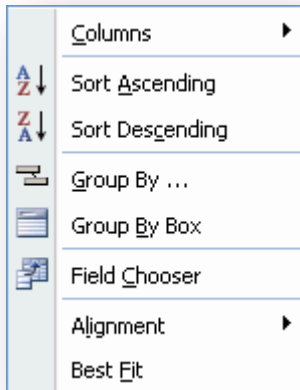 Columns
A
Z
Sort Ascending
Z
A
Sort Descending
Group By ...
Group By Box
Field Chooser
Alignment
Best Fit